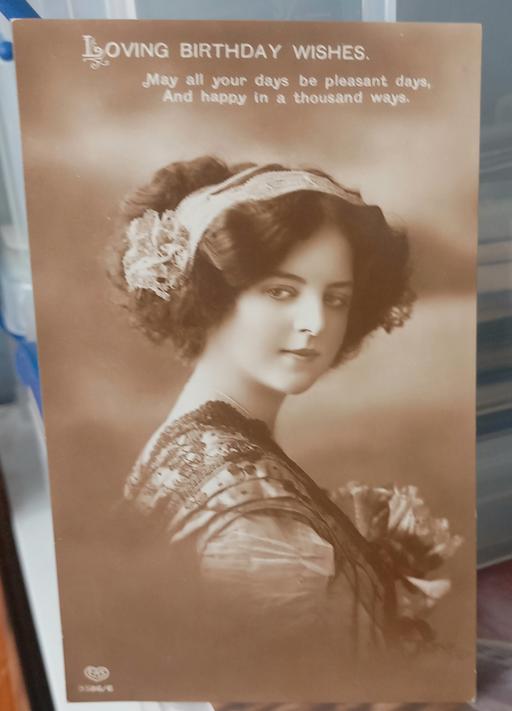 LOVING BIRTHDAY WISHES.
May all your days be pleasant days,
And happy in a thousand ways.